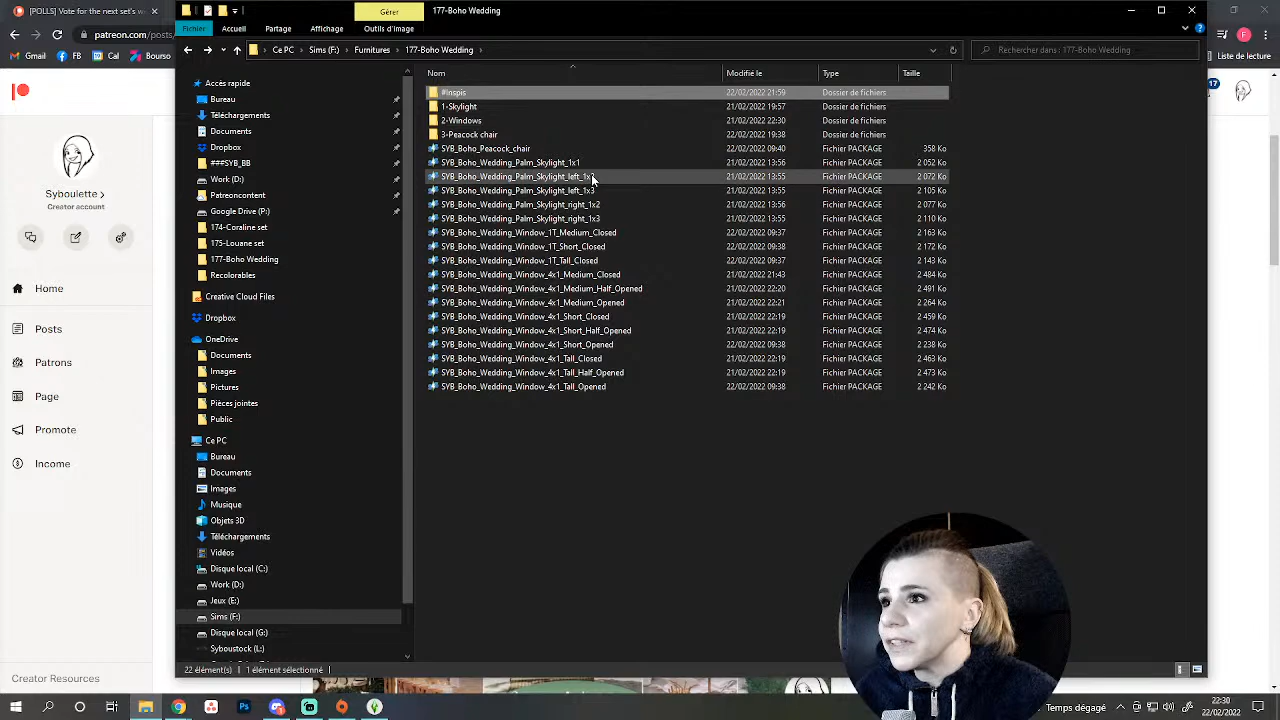 [POLLS] Vote for the next set's w
Gérer
177-Boho Wedding
patreon.com/posts
Fichier
Accueil
Partage
Affichage
Outils d'image
Gmail
FB
Cal
Bourso
Ce PC
Sims (F:)
Furnitures
177-Boho Wedding
Rechercher dans : 177-Boho Wedding
Liste de lecture
Nom
Modifié le
Type
Taille
17
Syboulette
Creator account
Home
Posts
Patrons
Page
Promote
Income
Creator Resources
Accès rapide
Bureau
Téléchargements
Documents
Dropbox
###SYB_BB
Work (D:)
Patreoncontent
Google Drive (P:)
174-Coraline set
175-Louane set
177-Boho Wedding
Recolorables
Creative Cloud Files
Dropbox
OneDrive
Documents
Images
Pictures
Pièces jointes
Public
Ce PC
Bureau
Documents
Images
Musique
Objets 3D
Téléchargements
Vidéos
Disque local (C:)
Work (D:)
Jeux (E:)
Sims (F:)
Disque local (G:)
Syboustock (L:)
#Inspis 22/02/2022 21:59 Dossier de fichiers
1-Skylight 21/02/2022 19:57 Dossier de fichiers
2-Windows 21/02/2022 22:30 Dossier de fichiers
3-Peacock chair 22/02/2022 19:38 Dossier de fichiers
SYB_Boho_Peacock_chair 22/02/2022 09:40 Fichier PACKAGE 358 Ko
SYB_Boho_Wedding_Palm_Skylight_1x1 21/02/2022 13:56 Fichier PACKAGE 2 052 Ko
SYB_Boho_Wedding_Palm_Skylight_left_1x 21/02/2022 13:55 Fichier PACKAGE 2 072 Ko
SYB_Boho_Wedding_Palm_Skylight_left_1x3 21/02/2022 13:55 Fichier PACKAGE 2 105 Ko
SYB_Boho_Wedding_Palm_Skylight_right_1x2 21/02/2022 13:56 Fichier PACKAGE 2 077 Ko
SYB_Boho_Wedding_Palm_Skylight_right_1x3 21/02/2022 13:55 Fichier PACKAGE 2 110 Ko
SYB_Boho_Wedding_Window_1T_Medium_Closed 22/02/2022 09:37 Fichier PACKAGE 2 163 Ko
SYB_Boho_Wedding_Window_1T_Short_Closed 22/02/2022 09:38 Fichier PACKAGE 2 172 Ko
SYB_Boho_Wedding_Window_1T_Tall_Closed 22/02/2022 09:37 Fichier PACKAGE 2 143 Ko
SYB_Boho_Wedding_Window_4x1_Medium_Closed 21/02/2022 21:43 Fichier PACKAGE 2 484 Ko
SYB_Boho_Wedding_Window_4x1_Medium_Half_Opened 21/02/2022 22:20 Fichier PACKAGE 2 491 Ko
SYB_Boho_Wedding_Window_4x1_Medium_Opened 21/02/2022 22:21 Fichier PACKAGE 2 264 Ko
SYB_Boho_Wedding_Window_4x1_Short_Closed 21/02/2022 22:19 Fichier PACKAGE 2 459 Ko
SYB_Boho_Wedding_Window_4x1_Short_Half_Opened 21/02/2022 22:19 Fichier PACKAGE 2 474 Ko
SYB_Boho_Wedding_Window_4x1_Short_Opened 22/02/2022 09:38 Fichier PACKAGE 2 238 Ko
SYB_Boho_Wedding_Window_4x1_Tall_Closed 21/02/2022 22:19 Fichier PACKAGE 2 463 Ko
SYB_Boho_Wedding_Window_4x1_Tall_Half_Opened 21/02/2022 22:19 Fichier PACKAGE 2 473 Ko
SYB_Boho_Wedding_Window_4x1_Tall_Opened 22/02/2022 09:38 Fichier PACKAGE 2 242 Ko
22 élément(s)
1 élément sélectionné
Temps dégagé
22:30
22/02/2022